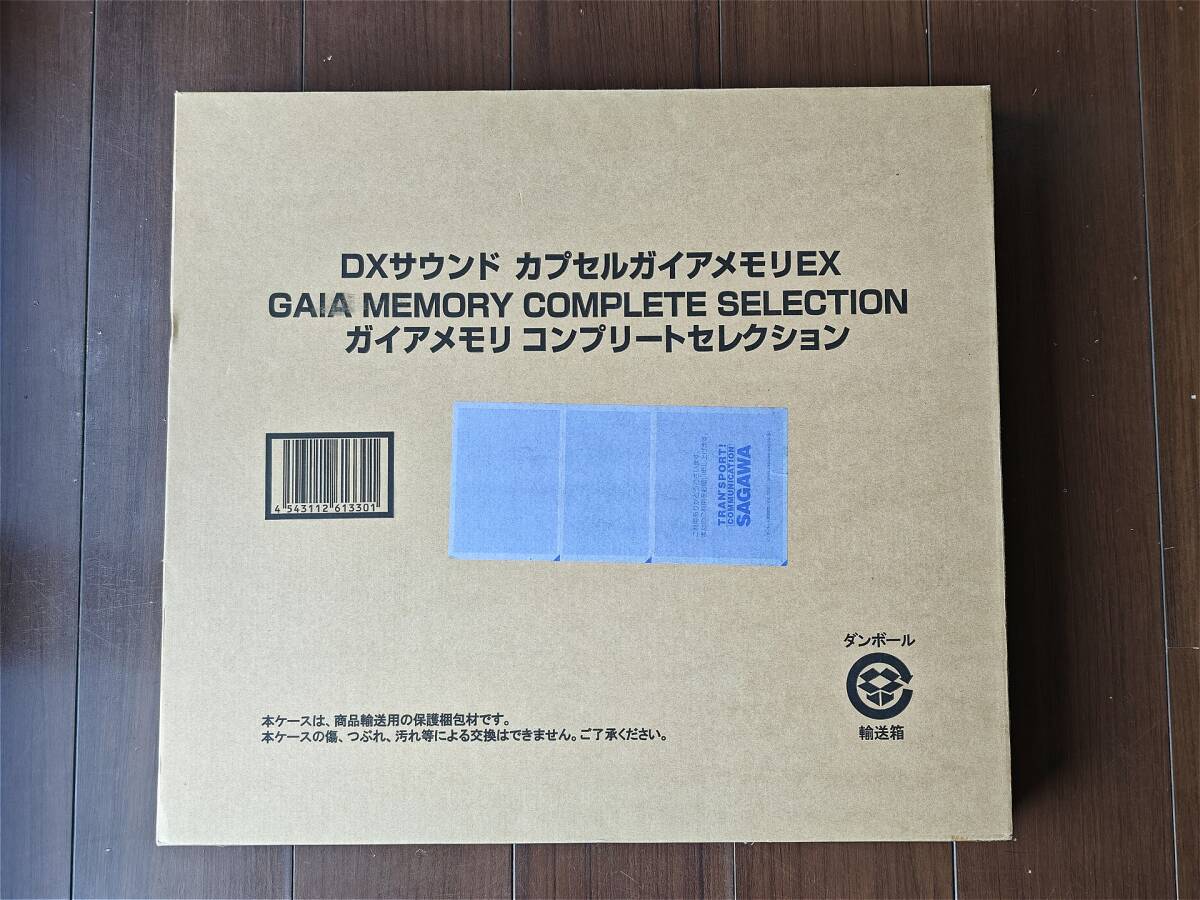 DXサウンド カプセルガイアメモリEX
GAIA MEMORY COMPLETE SELECTION
ガイアメモリ コンプリートセレクション
4 543112 613301
TRAN'SPORT!
COMMUNICATION
SAGAWA
ダンボール
輸送箱
本ケースは、商品輸送用の保護梱包材です。
本ケースの傷、つぶれ、汚れ等による交換はできません。ご了承ください。